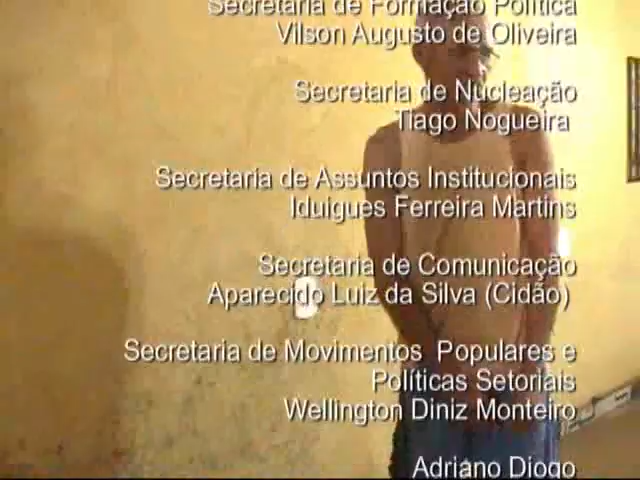 Secretaria de Formação Política
Vilson Augusto de Oliveira
Secretaria de Nucleação
Tiago Nogueira
Secretaria de Assuntos Institucionais
Iduigues Ferreira Martins
Secretaria de Comunicação
Aparecido Luiz da Silva (Cidão)
Secretaria de Movimentos Populares e
Políticas Setoriais
Wellington Diniz Monteiro
Adriano Diogo